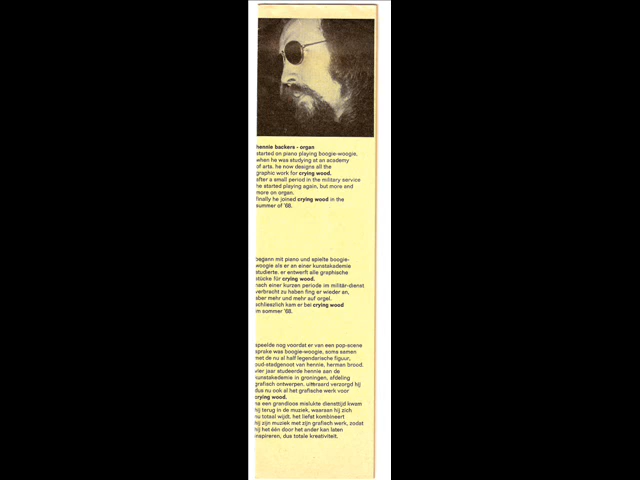 hennie backers - organ
started on piano playing boogie-woogie,
when he was studying at an academy
of arts. he now designs all the
graphic work for crying wood.
after a small period in the military service
he started playing again, but more and
more on organ.
finally he joined crying wood in the
summer of '68.
begann mit piano und spielte boogie-
woogie als er an einer kunstakademie
studierte. er entwerft alle graphische
stücke für crying wood.
nach einer kurzen periode im militär-dienst
verbracht zu haben fing er wieder an,
aber mehr und mehr auf orgel.
schlieszlich kam er bei crying wood
im sommer '68.
speelde nog voordat er van een pop-scene
sprake was boogie-woogie, soms samen
met de nu al half legendarische figuur,
oud-stadgenoot van hennie, herman brood.
vier jaar studeerde hennie aan de
kunstakademie in groningen, afdeling
grafisch ontwerpen. uiteraard verzorgd hij
dus nu ook al het grafische werk voor
crying wood.
na een grandioos mislukte diensttijd kwam
hij terug in de muziek, waaraan hij zich
nu totaal wijdt. het liefst kombineert
hij zijn muziek met zijn grafisch werk, zodat
hij het één door het ander kan laten
inspireren, dus totale kreativiteit.